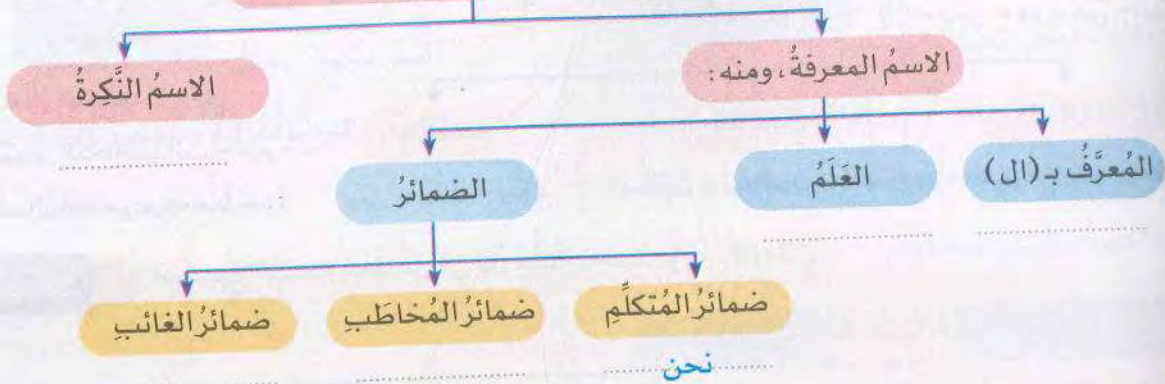 الاسمُ المعرفةُ، ومنه:
الاسمُ النَّكِرةُ
المُعرَّفُ بـ (ال)
العَلَمُ
الضمائرُ
ضمائرُ المُتكلِّمِ
ضمائرُ المُخاطَبِ
ضمائرُ الغائبِ
نحن